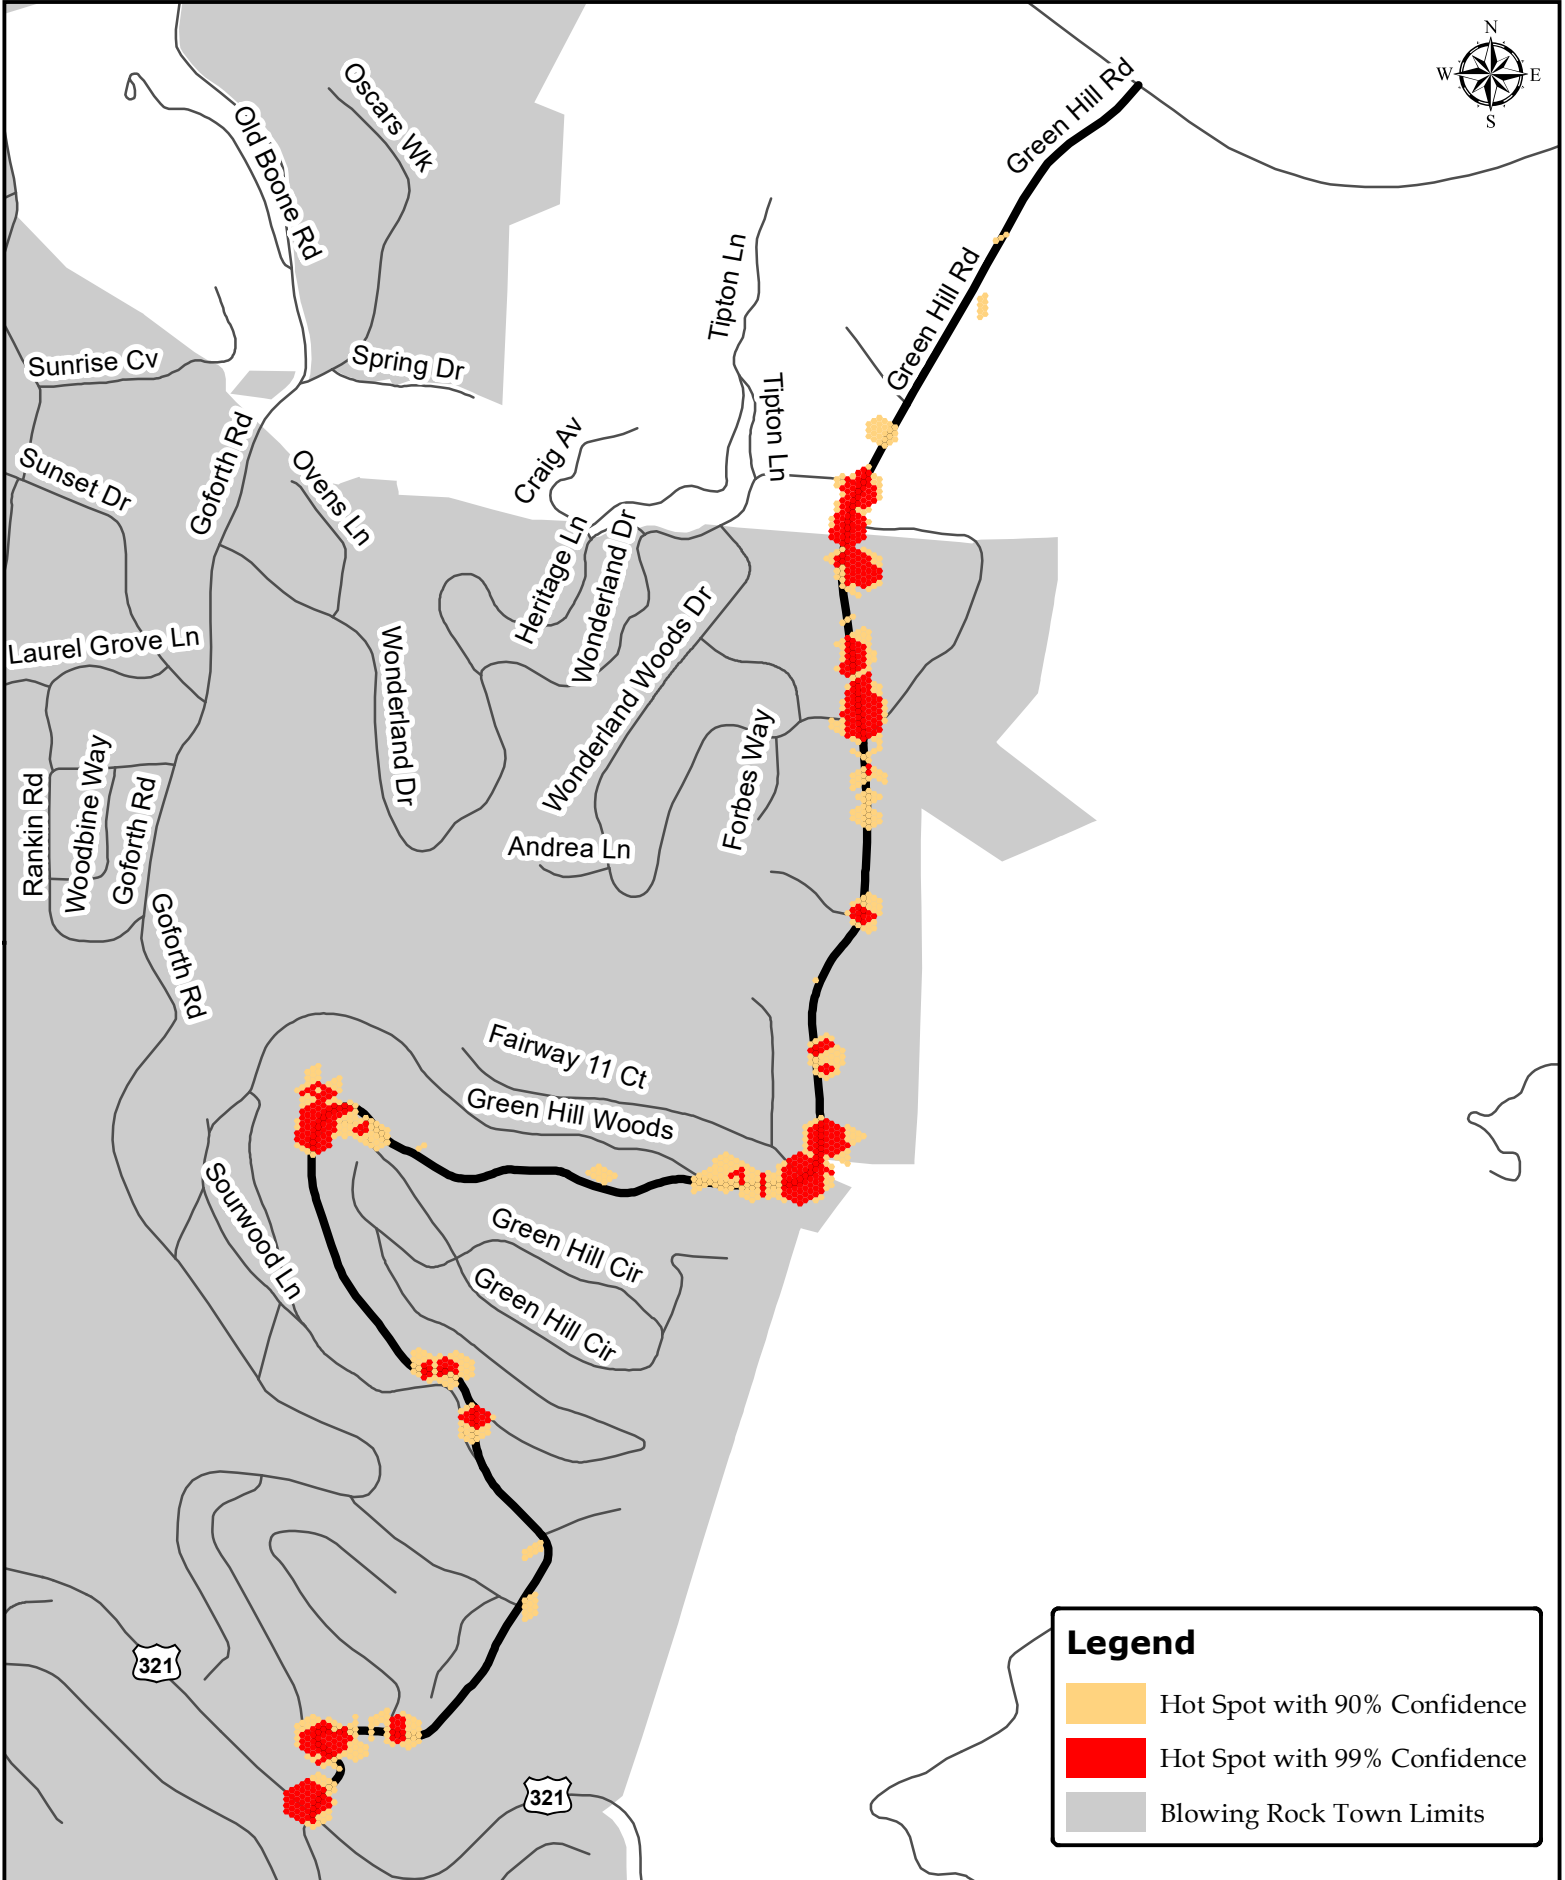 N
W
E
S
Green Hill Rd
Oscars Wk
Old Boone Rd
Tipton Ln
Green Hill Rd
Sunrise Cv
Spring Dr
Tipton Ln
Craig Av
Goforth Rd
Sunset Dr
Ovens Ln
Heritage Ln
Wonderland Dr
Wonderland Woods Dr
Laurel Grove Ln
Wonderland Dr
Forbes Way
Rankin Rd
Woodbine Way
Goforth Rd
Andrea Ln
Goforth Rd
Fairway 11 Ct
Green Hill Woods
Sourwood Ln
Green Hill Cir
Green Hill Cir
321
321
Legend
Hot Spot with 90% Confidence
Hot Spot with 99% Confidence
Blowing Rock Town Limits